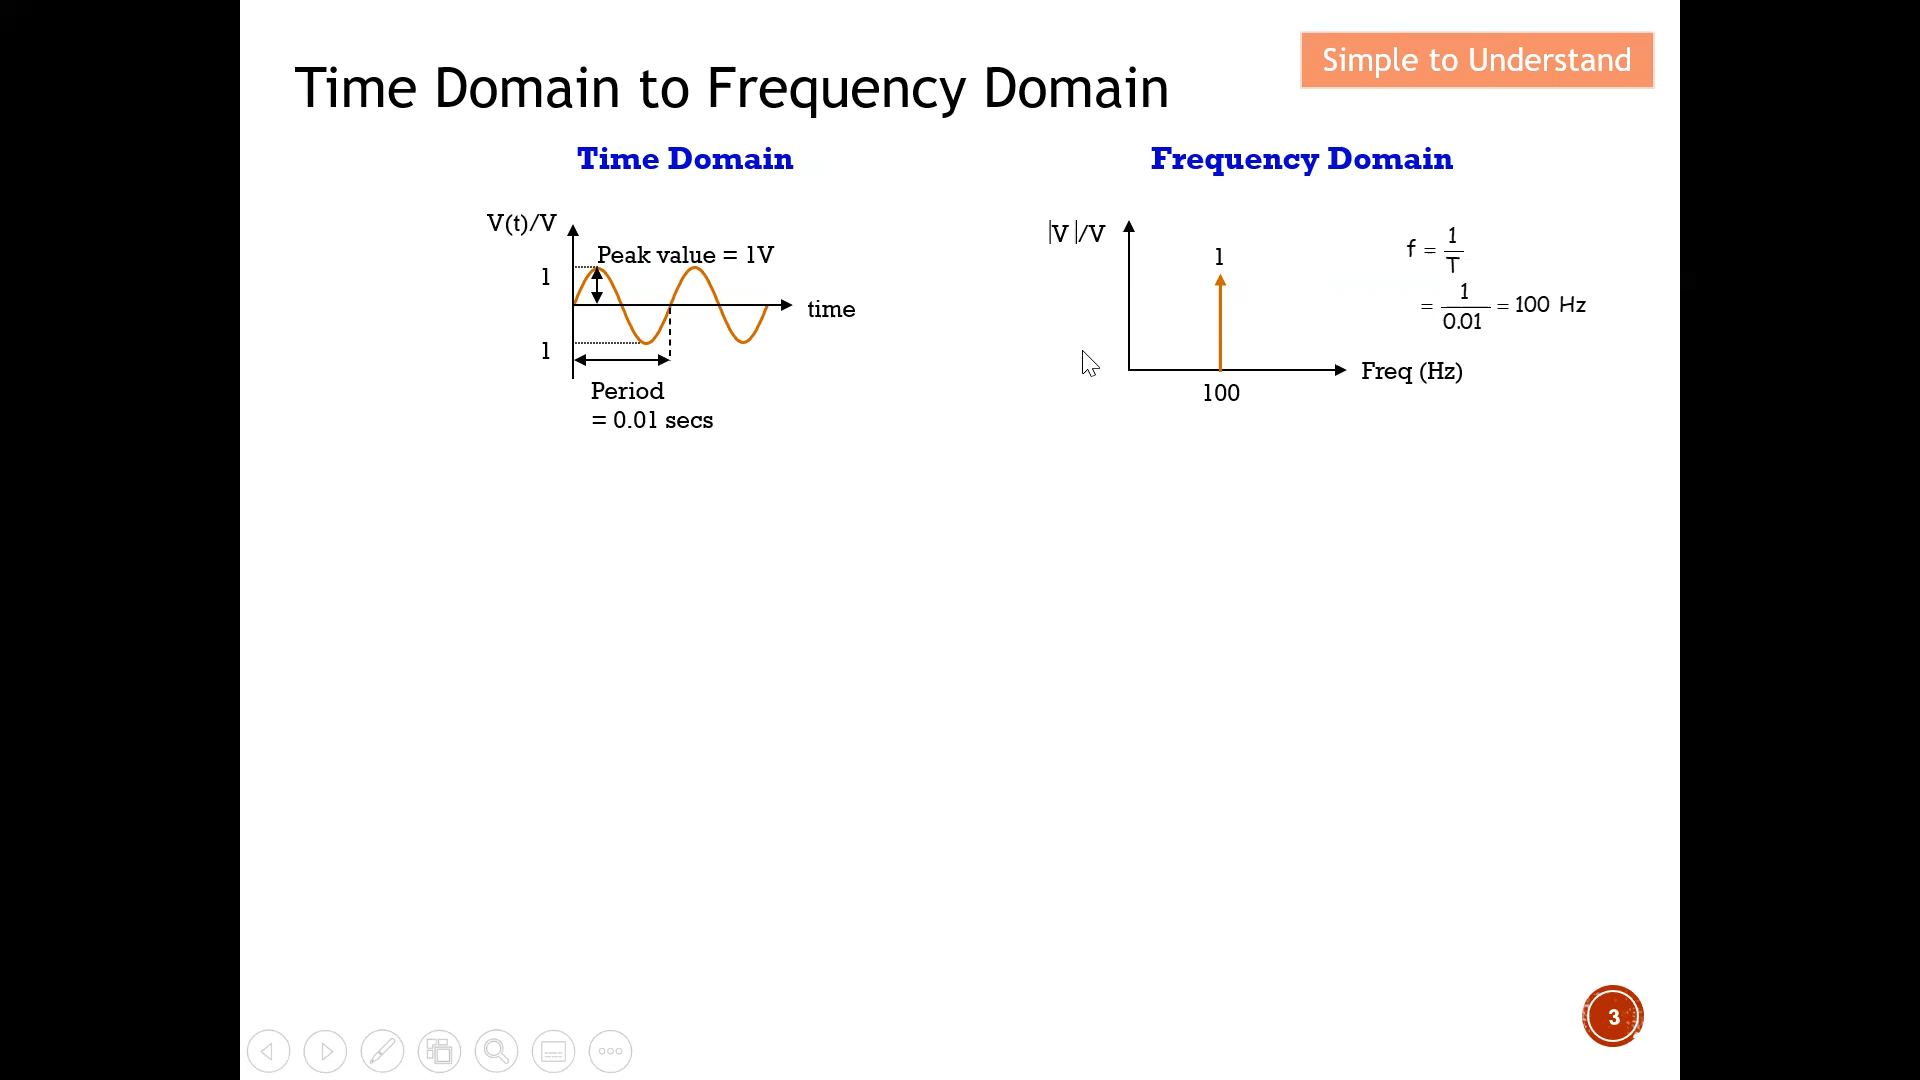 Simple to Understand
Time Domain to Frequency Domain
Time Domain
V(t)/V
Peak value = 1V
1
time
1
Period
= 0.01 secs
Frequency Domain
|V |/V
1
Freq (Hz)
100
f = 1/T
= 1/0.01 = 100 Hz
3